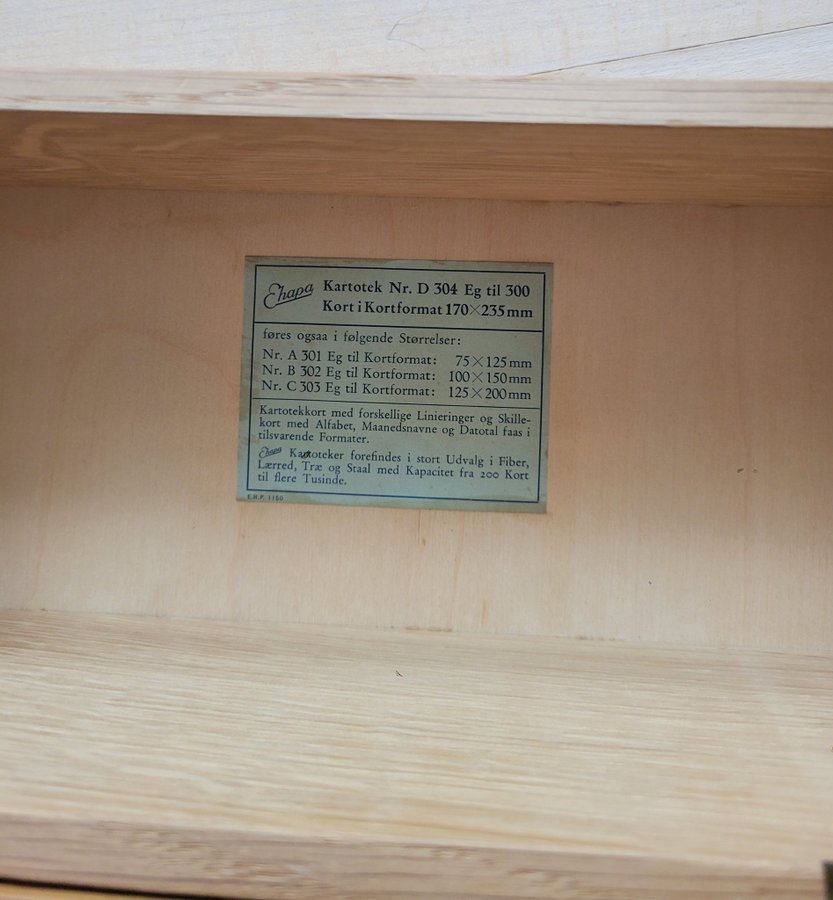 Ehapa Kartotek Nr. D 304 Eg til 300
Kort i Kortformat 170×235 mm
føres ogsaa i følgende Størrelser:
Nr. A 301 Eg til Kortformat: 75×125 mm
Nr. B 302 Eg til Kortformat: 100×150 mm
Nr. C 303 Eg til Kortformat: 125×200 mm
Kartotekkort med forskellige Linieringer og Skille-
kort med Alfabet, Maanedsnavne og Datotal faas i
tilsvarende Formater.
Ehapa Kartoteker forefindes i stort Udvalg i Fiber,
Lærred, Træ og Staal med Kapacitet fra 200 Kort
til flere Tusinde.
E.H.P. 1150